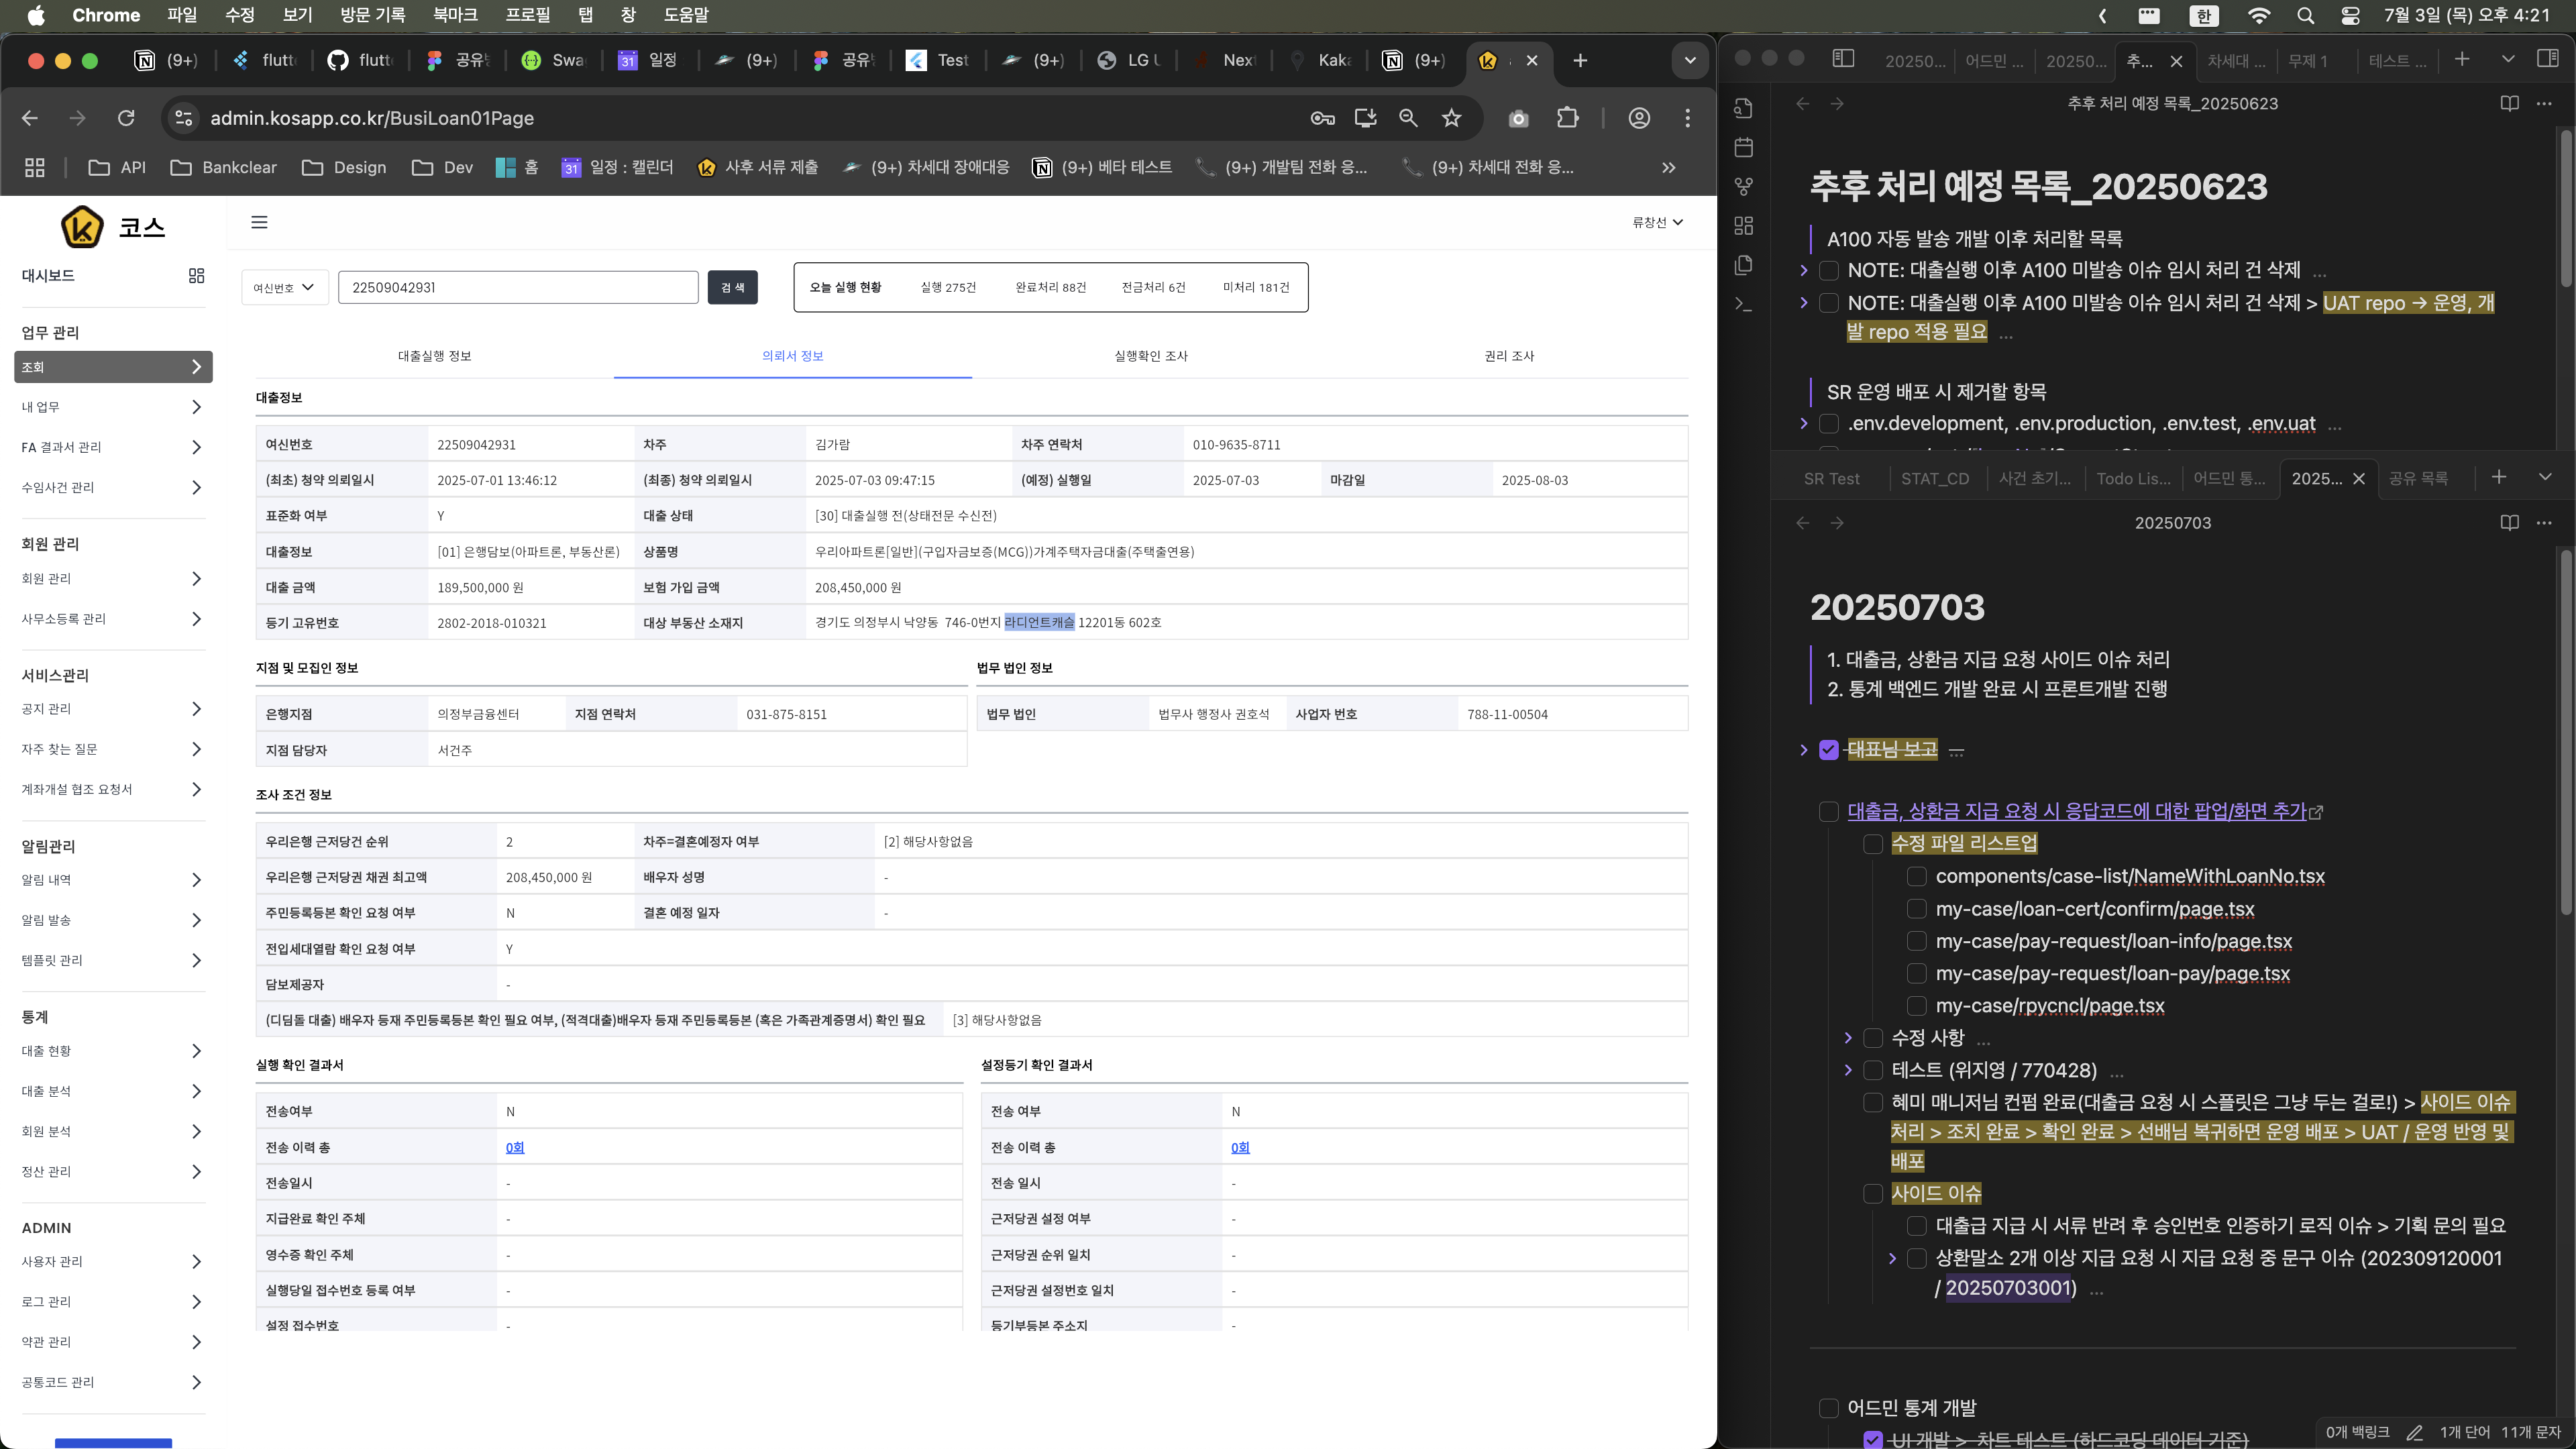 Chrome 파일 수정 보기 방문 기록 북마크 프로필 탭 창 도움말
한 7월 3일 (목) 오후 4:21
(9+) flutt flutt 공유 Swa 31 일정 (9+) 공유 Test (9+) LG U Next Kaka (9+)
admin.kosapp.co.kr/BusiLoan01Page
API Bankclear Design Dev 홈 31 일정 : 캘린더 사후 서류 제출 (9+) 차세대 장애대응 (9+) 베타 테스트 (9+) 개발팀 전화 응... (9+) 차세대 전화 응...
코스
대시보드
업무 관리
조회
내 업무
FA 결과서 관리
수임사건 관리
회원 관리
회원 관리
사무소등록 관리
서비스관리
공지 관리
자주 찾는 질문
계좌개설 협조 요청서
알림관리
알림 내역
알림 발송
템플릿 관리
통계
대출 현황
대출 분석
회원 분석
정산 관리
ADMIN
사용자 관리
로그 관리
약관 관리
공통코드 관리
류창선
여신번호 22509042931 검 색
오늘 실행 현황 실행 275건 완료처리 88건 전금처리 6건 미처리 181건
대출실행 정보 의뢰서 정보 실행확인 조사 권리 조사
대출정보
여신번호 22509042931 차주 김가람 차주 연락처 010-9635-8711
(최초) 청약 의뢰일시 2025-07-01 13:46:12 (최종) 청약 의뢰일시 2025-07-03 09:47:15 (예정) 실행일 2025-07-03 마감일 2025-08-03
표준화 여부 Y 대출 상태 [30] 대출실행 전(상태전문 수신전)
대출정보 [01] 은행담보(아파트론, 부동산론) 상품명 우리아파트론[일반](구입자금보증(MCG))가계주택자금대출(주택출연용)
대출 금액 189,500,000 원 보험 가입 금액 208,450,000 원
등기 고유번호 2802-2018-010321 대상 부동산 소재지 경기도 의정부시 낙양동 746-0번지 라디언트캐슬 12201동 602호
지점 및 모집인 정보
은행지점 의정부금융센터 지점 연락처 031-875-8151
지점 담당자 서건주
법무 법인 정보
법무 법인 법무사 행정사 권호석 사업자 번호 788-11-00504
조사 조건 정보
우리은행 근저당건 순위 2 차주=결혼예정자 여부 [2] 해당사항없음
우리은행 근저당권 채권 최고액 208,450,000 원 배우자 성명 -
주민등록등본 확인 요청 여부 N 결혼 예정 일자 -
전입세대열람 확인 요청 여부 Y
담보제공자 -
(디딤돌 대출) 배우자 등재 주민등록등본 확인 필요 여부, (적격대출)배우자 등재 주민등록등본 (혹은 가족관계증명서) 확인 필요 [3] 해당사항없음
실행 확인 결과서
전송여부 N
전송 이력 총 0회
전송일시 -
지급완료 확인 주체 -
영수증 확인 주체 -
실행당일 접수번호 등록 여부 -
설정 접수번호 -
설정등기 확인 결과서
전송 여부 N
전송 이력 총 0회
전송 일시 -
근저당권 설정 여부 -
근저당권 순위 일치 -
근저당권 설정번호 일치 -
등기부등본 주소지 -
20250... 어드민 ... 20250... 추... 차세대 ... 무제 1 테스트 ...
추후 처리 예정 목록_20250623
추후 처리 예정 목록_20250623
A100 자동 발송 개발 이후 처리할 목록
NOTE: 대출실행 이후 A100 미발송 이슈 임시 처리 건 삭제 ...
NOTE: 대출실행 이후 A100 미발송 이슈 임시 처리 건 삭제 > UAT repo → 운영, 개
발 repo 적용 필요 ...
SR 운영 배포 시 제거할 항목
.env.development, .env.production, .env.test, .env.uat ...
SR Test STAT_CD 사건 초기... Todo Lis... 어드민 통... 2025... 공유 목록
20250703
20250703
1. 대출금, 상환금 지급 요청 사이드 이슈 처리
2. 통계 백엔드 개발 완료 시 프론트개발 진행
대표님 보고 ...
대출금, 상환금 지급 요청 시 응답코드에 대한 팝업/화면 추가
수정 파일 리스트업
components/case-list/NameWithLoanNo.tsx
my-case/loan-cert/confirm/page.tsx
my-case/pay-request/loan-info/page.tsx
my-case/pay-request/loan-pay/page.tsx
my-case/rpycncl/page.tsx
수정 사항 ...
테스트 (위지영 / 770428) ...
혜미 매니저님 컨펌 완료(대출금 요청 시 스플릿은 그냥 두는 걸로!) > 사이드 이슈
처리 > 조치 완료 > 확인 완료 > 선배님 복귀하면 운영 배포 > UAT / 운영 반영 및
배포
사이드 이슈
대출급 지급 시 서류 반려 후 승인번호 인증하기 로직 이슈 > 기획 문의 필요
상환말소 2개 이상 지급 요청 시 지급 요청 중 문구 이슈 (202309120001
/ 20250703001) ...
어드민 통계 개발
UI 개발 > 차트 테스트 (하드코딩 데이터 기준)
0개 백링크 1개 단어 11개 문자